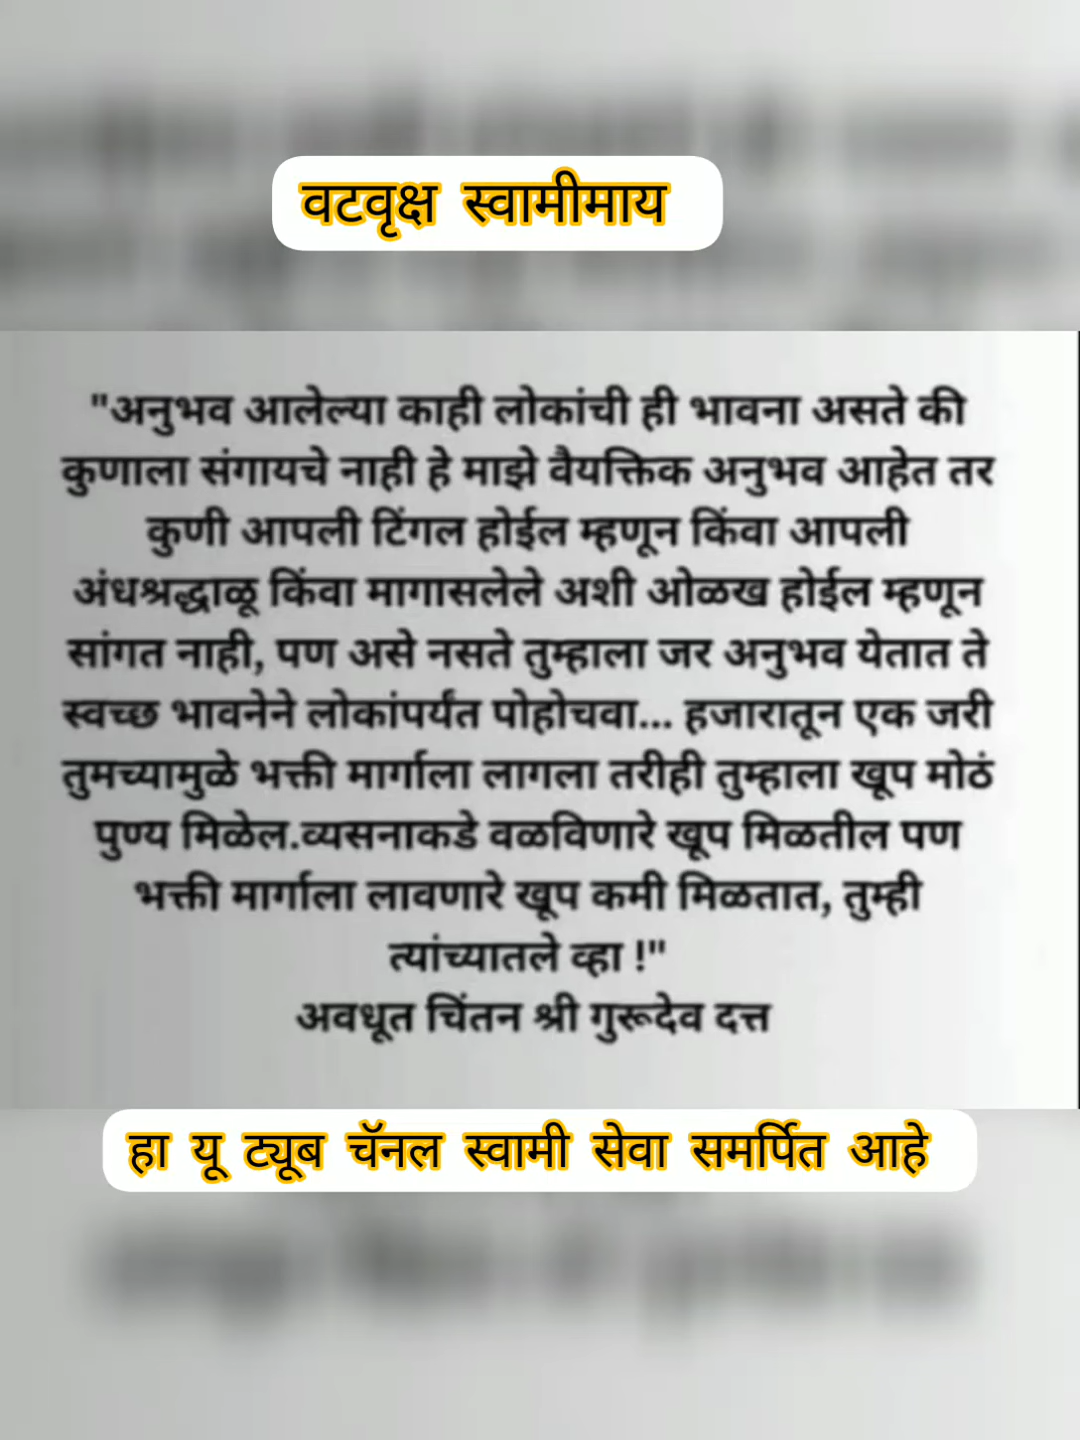 वटवृक्ष स्वामीमाय
"अनुभव आलेल्या काही लोकांची ही भावना असते की
कुणाला संगायचे नाही हे माझे वैयक्तिक अनुभव आहेत तर
कुणी आपली टिंगल होईल म्हणून किंवा आपली
अंधश्रद्धाळू किंवा मागासलेले अशी ओळख होईल म्हणून
सांगत नाही, पण असे नसते तुम्हाला जर अनुभव येतात ते
स्वच्छ भावनेने लोकांपर्यंत पोहोचवा... हजारातून एक जरी
तुमच्यामुळे भक्ती मार्गाला लागला तरीही तुम्हाला खूप मोठं
पुण्य मिळेल.व्यसनाकडे वळविणारे खूप मिळतील पण
भक्ती मार्गाला लावणारे खूप कमी मिळतात, तुम्ही
त्यांच्यातले व्हा !"
अवधूत चिंतन श्री गुरूदेव दत्त
हा यू ट्यूब चॅनल स्वामी सेवा समर्पित आहे